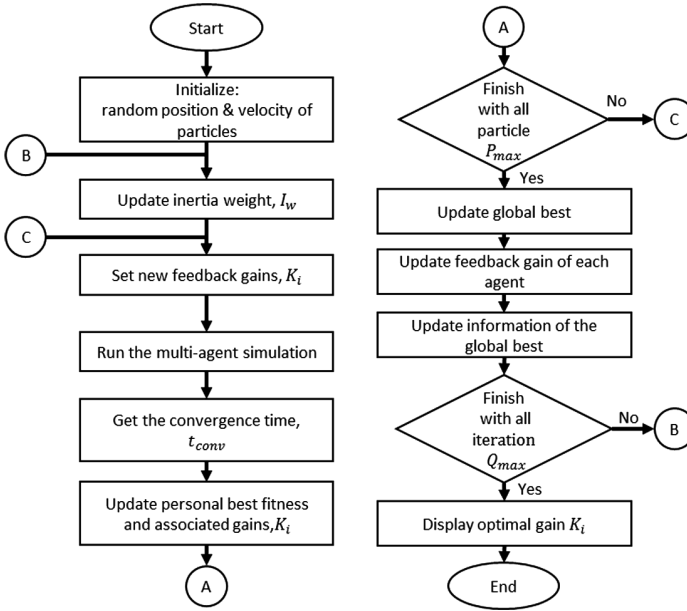 Start
Initialize:
random position & velocity of
particles
B
Update inertia weight, I_w
C
Set new feedback gains, K_i
Run the multi-agent simulation
Get the convergence time,
t_conv
Update personal best fitness
and associated gains,K_i
A
A
Finish
with all
particle
P_max
No
C
Yes
Update global best
Update feedback gain of each
agent
Update information of the
global best
Finish
with all
iteration
Q_max
No
B
Yes
Display optimal gain K_i
End